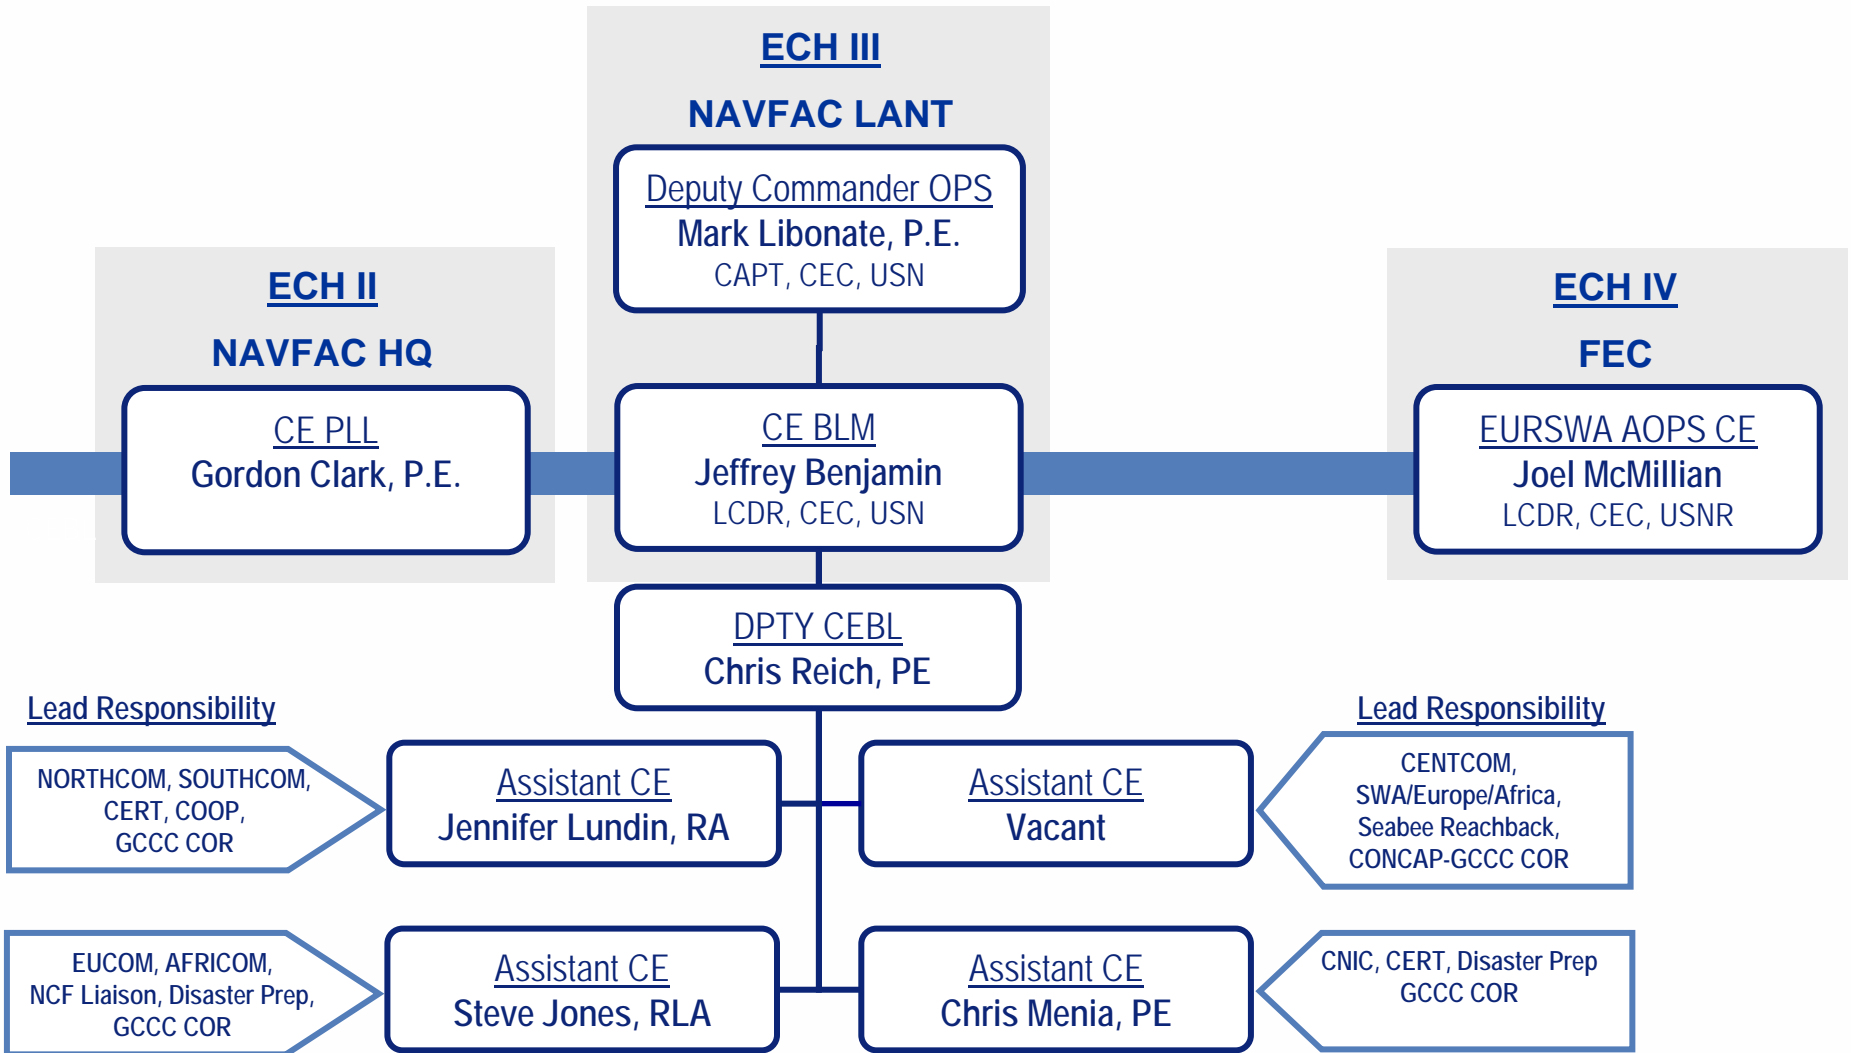 ECH III
NAVFAC LANT
Deputy Commander OPS
Mark Libonate, P.E.
CAPT, CEC, USN
ECH II
NAVFAC HQ
CE PLL
Gordon Clark, P.E.
CE BLM
Jeffrey Benjamin
LCDR, CEC, USN
ECH IV
FEC
EURSWA AOPS CE
Joel McMillian
LCDR, CEC, USNR
DPTY CEBL
Chris Reich, PE
Lead Responsibility
NORTHCOM, SOUTHCOM,
CERT, COOP,
GCCC COR
Assistant CE
Jennifer Lundin, RA
Assistant CE
Vacant
Lead Responsibility
CENTCOM,
SWA/Europe/Africa,
Seabee Reachback,
CONCAP-GCCC COR
EUCOM, AFRICOM,
NCF Liaison, Disaster Prep,
GCCC COR
Assistant CE
Steve Jones, RLA
Assistant CE
Chris Menia, PE
CNIC, CERT, Disaster Prep
GCCC COR